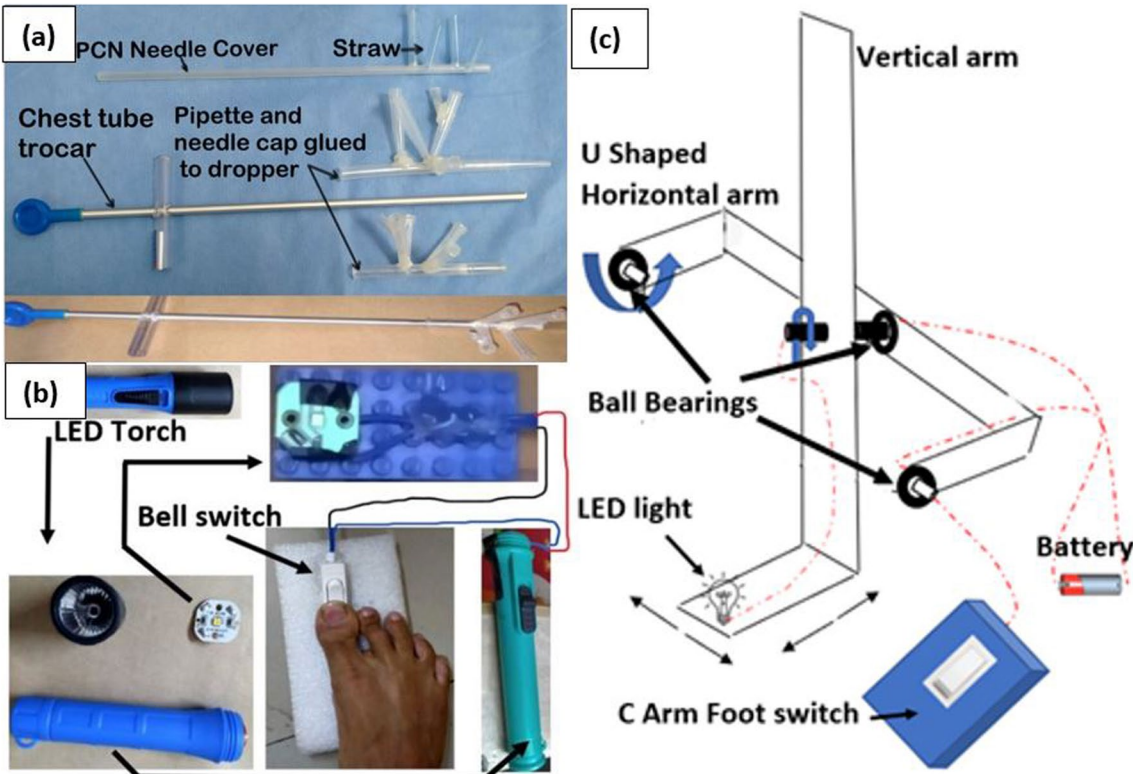 (a)
PCN Needle Cover
Straw
Chest tube
trocar
Pipette and
needle cap glued
to dropper
(b)
LED Torch
Bell switch
(c)
Vertical arm
U Shaped
Horizontal arm
Ball Bearings
LED light
Battery
C Arm Foot switch